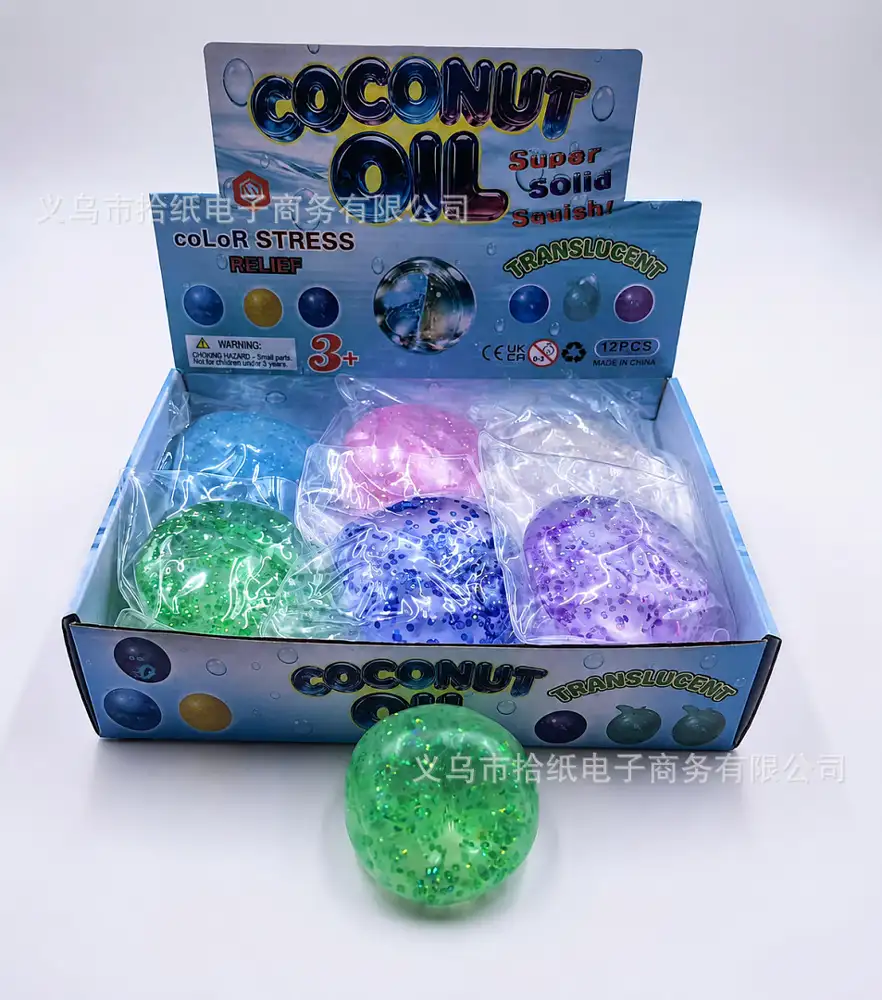 COCONUT
OIL
Super
Solid
Squish!
义乌市拾纸电子商务有限公司
coLoR STRESS
RELIEF
TRANSLUCENT
WARNING:
CHOKING HAZARD - Small parts.
Not for children under 3 years.
3+
CE UK CA 0-3
12PCS
MADE IN CHINA
COCONUT
OIL
TRANSLUCENT
义乌市拾纸电子商务有限公司